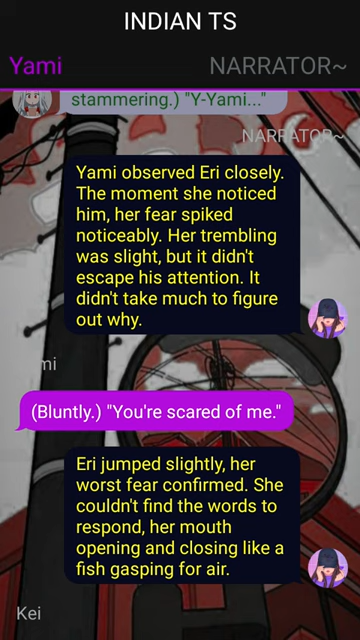 INDIAN TS
Yami NARRATOR~
stammering.) "Y-Yami..."
NARRATOR~
Yami observed Eri closely.
The moment she noticed
him, her fear spiked
noticeably. Her trembling
was slight, but it didn't
escape his attention. It
didn't take much to figure
out why.
mi
(Bluntly.) "You're scared of me."
Eri jumped slightly, her
worst fear confirmed. She
couldn't find the words to
respond, her mouth
opening and closing like a
fish gasping for air.
Kei